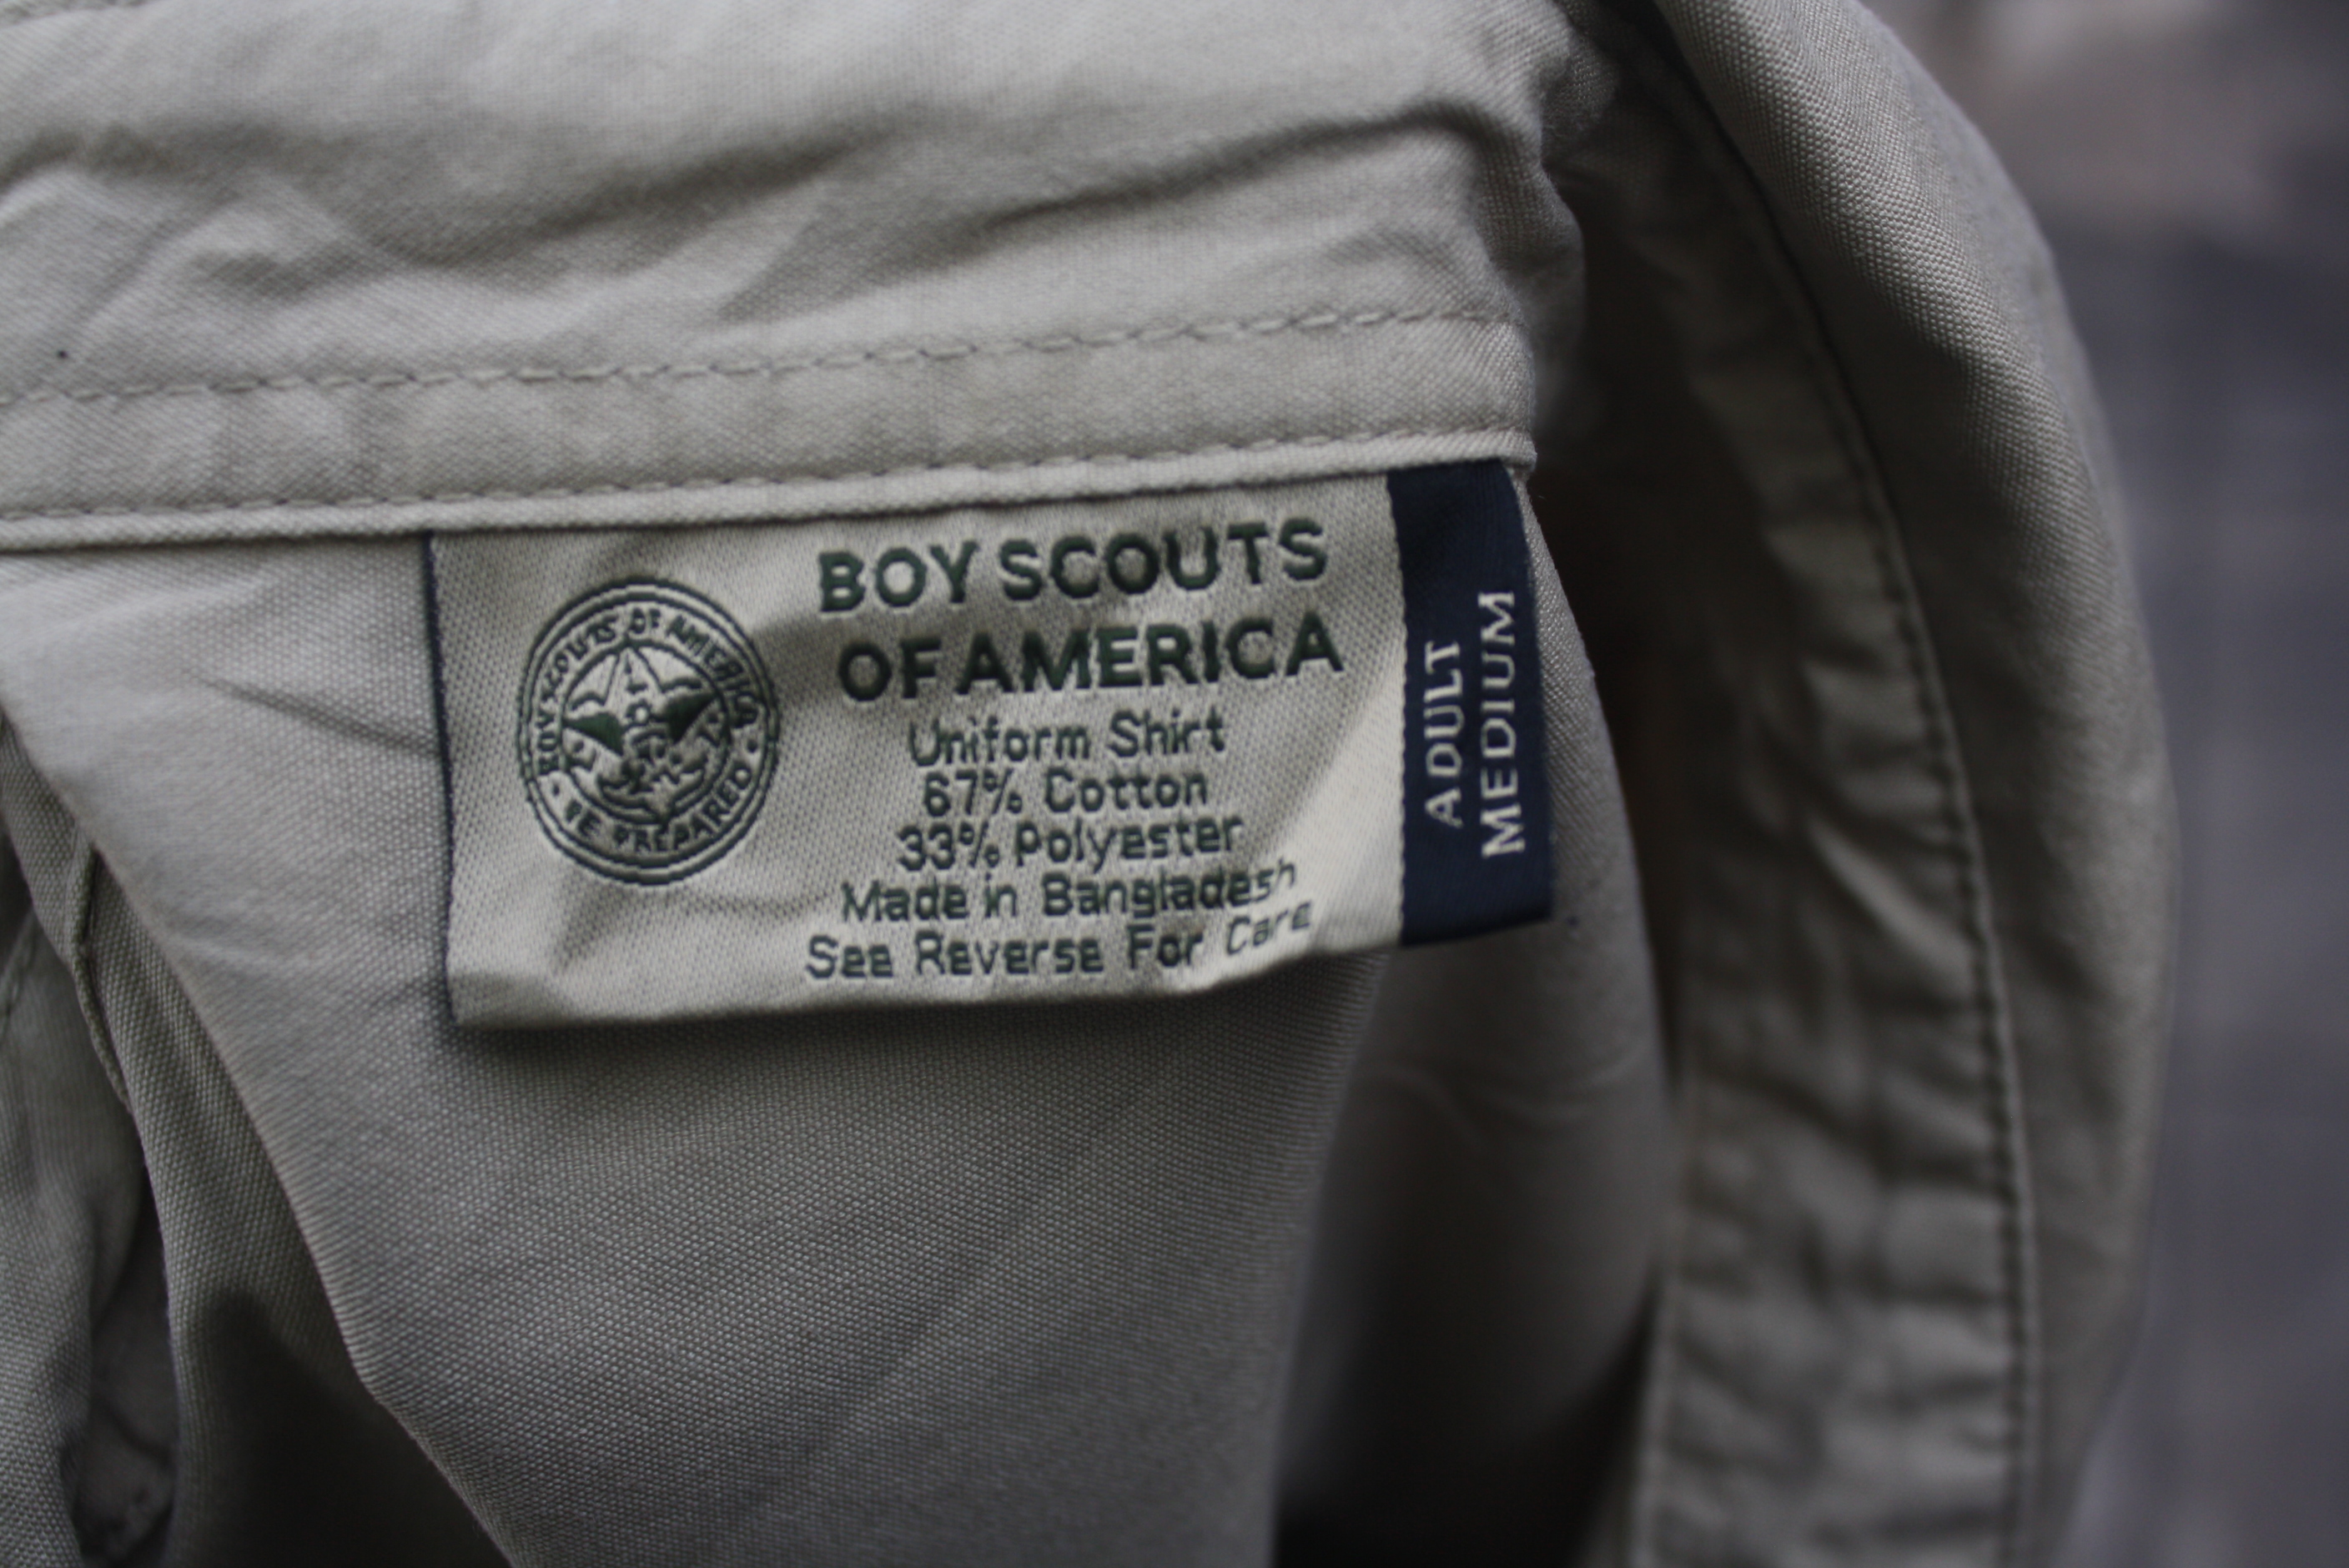 BOY SCOUTS OF AMERICA
BE PREPARED
BOY SCOUTS
OF AMERICA
Uniform Shirt
67% Cotton
33% Polyester
Made in Bangladesh
See Reverse For Care
ADULT
MEDIUM